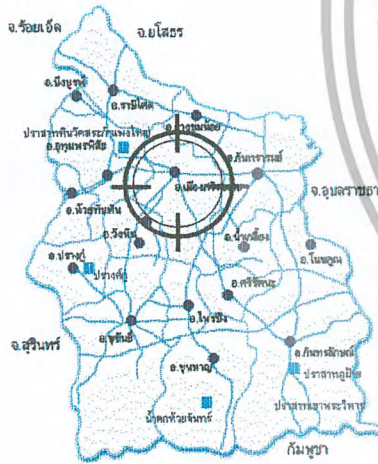 จ.ร้อยเอ็ด
จ.ยโสธร
อ.บึงบูรพ์
อ.ราษีไศล
อ.ยางชุมน้อย
ปราสาทหินวัดสระกำแพงใหญ่
อ.อุทุมพรพิสัย
อ.กันทรารมย์
อ.เมืองศรีสะเกษ
จ.อุบลราชธา
อ.ห้วยทับทัน
อ.วังหิน
อ.น้ำเกลี้ยง
อ.โนนคูณ
อ.ปรางค์กู่
ปรางค์กู่
อ.ศรีรัตนะ
อ.ไพรบึง
จ.สุรินทร์
อ.ขุขันธ์
อ.กันทรลักษณ์
อ.ขุนหาญ
ปราสาทภูฝ้าย
น้ำตกห้วยจันทร์
ปราสาทเขาพระวิหาร
กัมพูชา